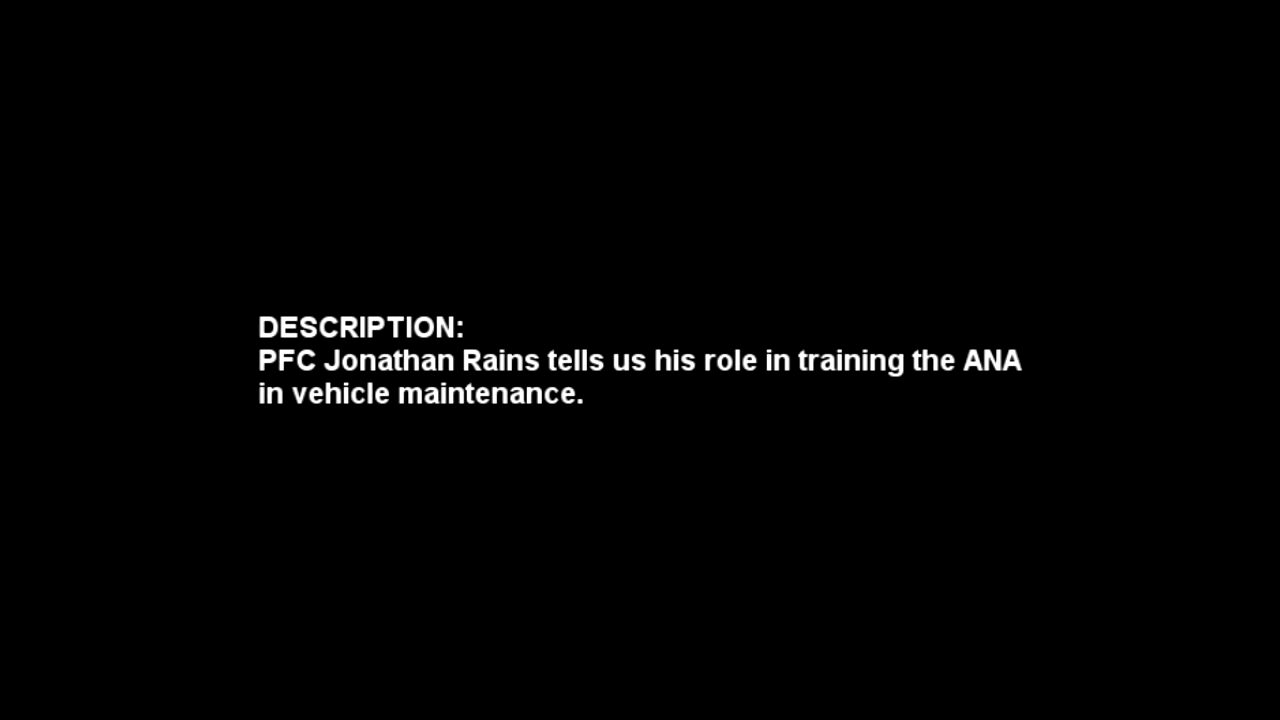 DESCRIPTION:
PFC Jonathan Rains tells us his role in training the ANA
in vehicle maintenance.